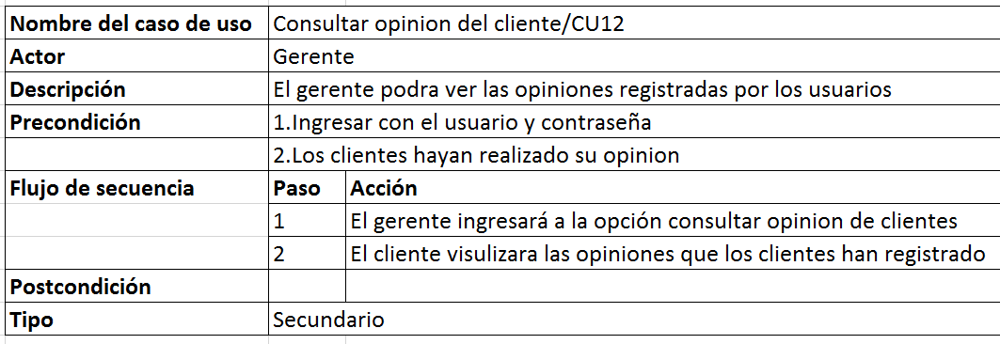 Nombre del caso de uso Consultar opinion del cliente/CU12
Actor Gerente
Descripción El gerente podra ver las opiniones registradas por los usuarios
Precondición 1.Ingresar con el usuario y contraseña
2.Los clientes hayan realizado su opinion
Flujo de secuencia Paso Acción
1 El gerente ingresará a la opción consultar opinion de clientes
2 El cliente visulizara las opiniones que los clientes han registrado
Postcondición
Tipo Secundario